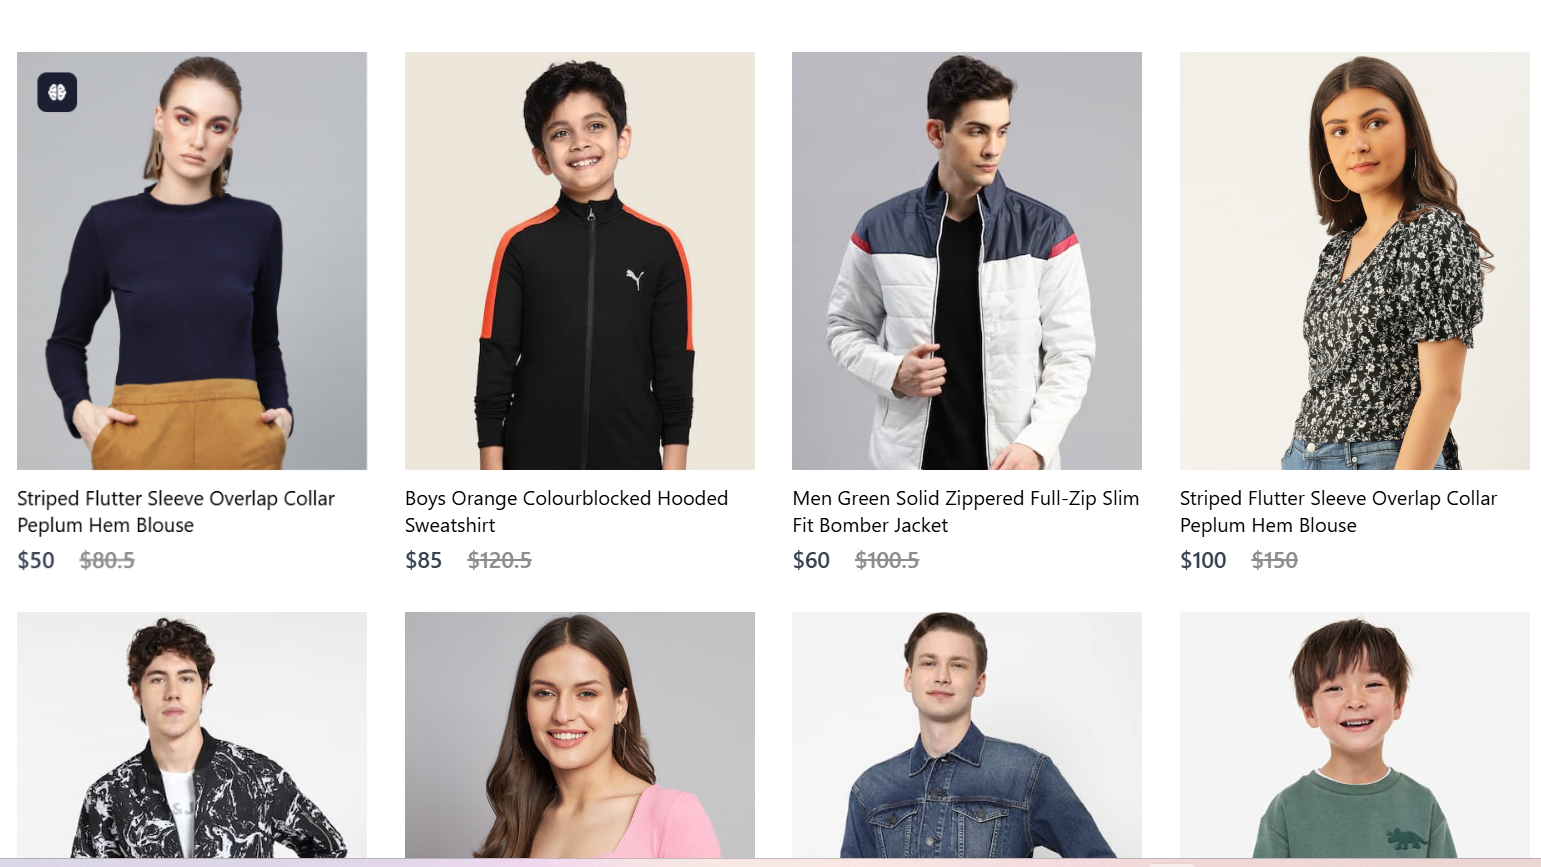 Striped Flutter Sleeve Overlap Collar
Peplum Hem Blouse
$50 $80.5
Boys Orange Colourblocked Hooded
Sweatshirt
$85 $120.5
Men Green Solid Zippered Full-Zip Slim
Fit Bomber Jacket
$60 $100.5
Striped Flutter Sleeve Overlap Collar
Peplum Hem Blouse
$100 $150